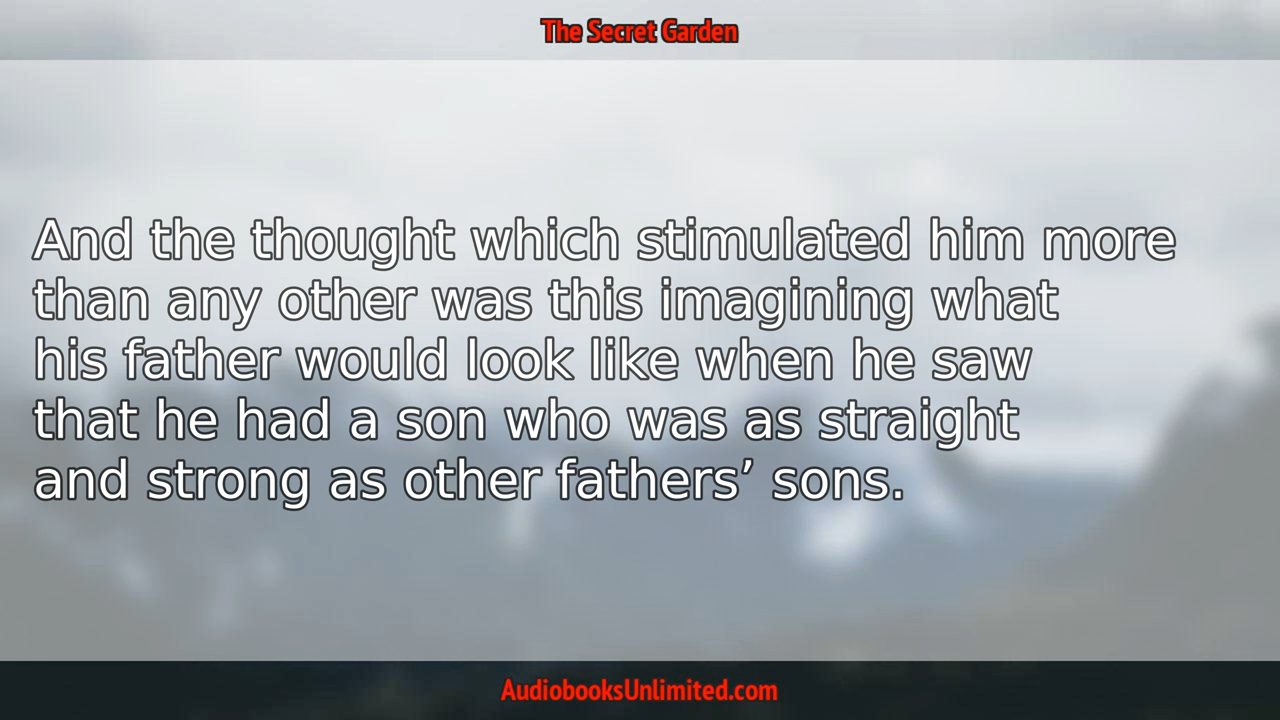 The Secret Garden
And the thought which stimulated him more
than any other was this imagining what
his father would look like when he saw
that he had a son who was as straight
and strong as other fathers’ sons.
AudiobooksUnlimited.com